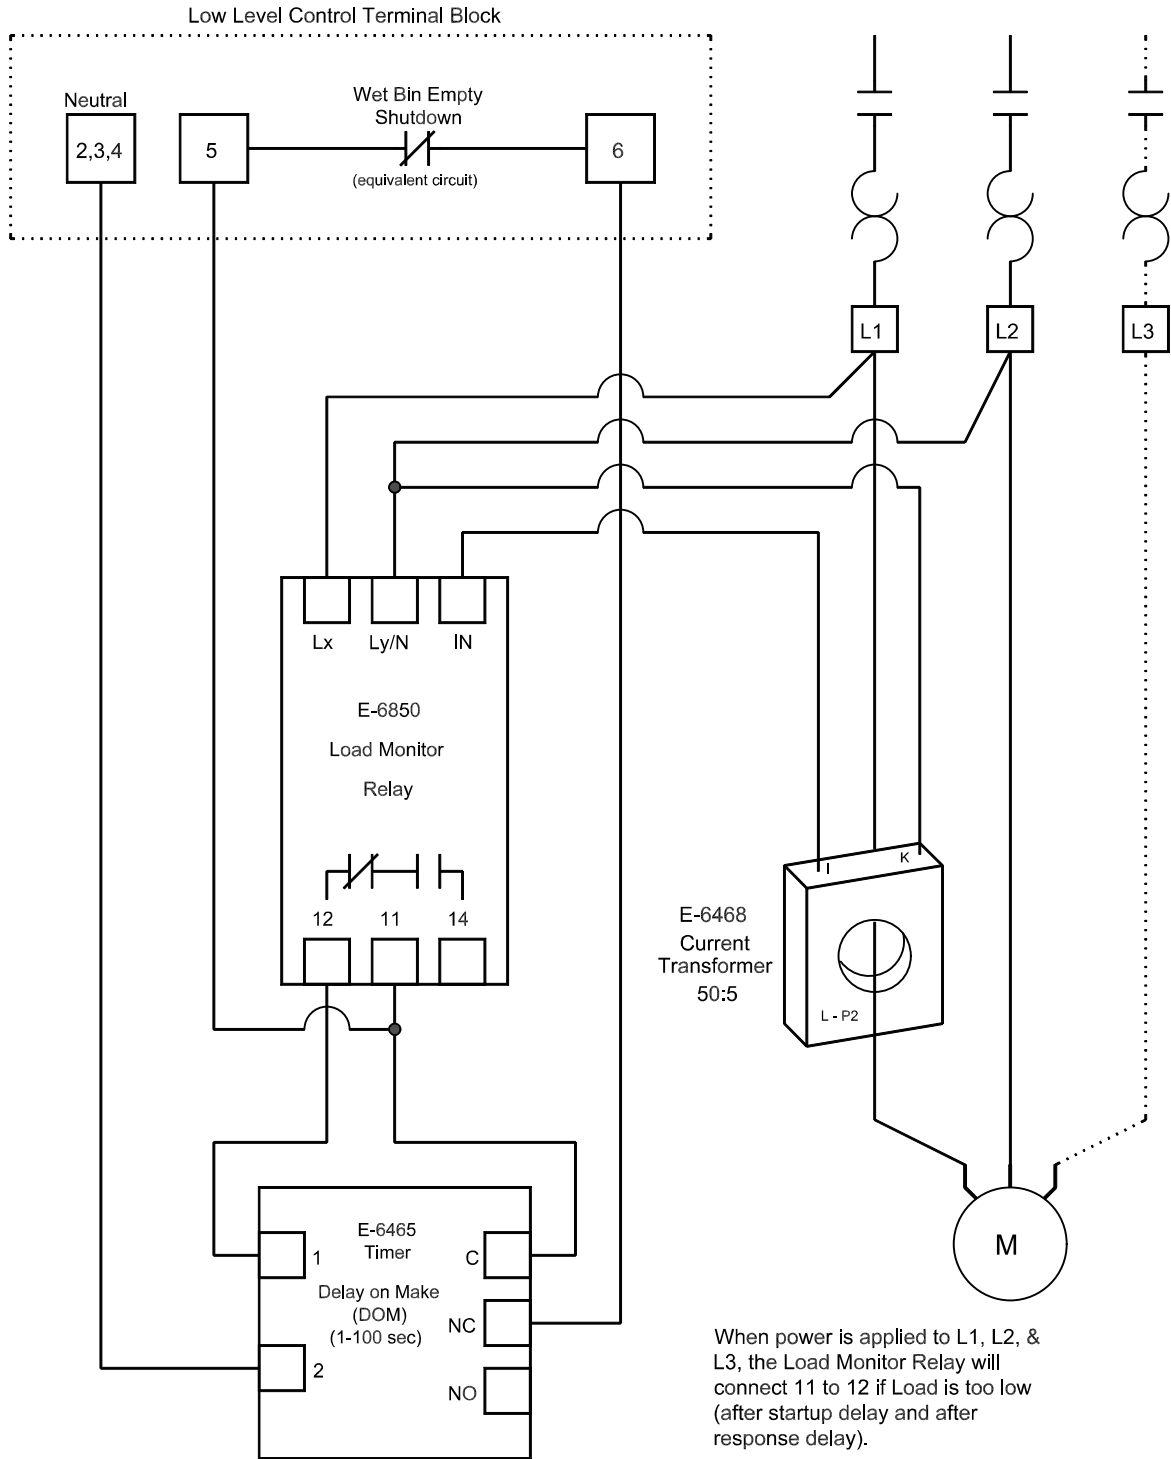 Low Level Control Terminal Block
Neutral
2,3,4
5
Wet Bin Empty
Shutdown
(equivalent circuit)
6
L1
L2
L3
Lx
Ly/N
IN
E-6850
Load Monitor
Relay
12
11
14
E-6468
Current
Transformer
50:5
I
K
L - P2
E-6465
Timer
Delay on Make
(DOM)
(1-100 sec)
1
2
C
NC
NO
M
When power is applied to L1, L2, &
L3, the Load Monitor Relay will
connect 11 to 12 if Load is too low
(after startup delay and after
response delay).